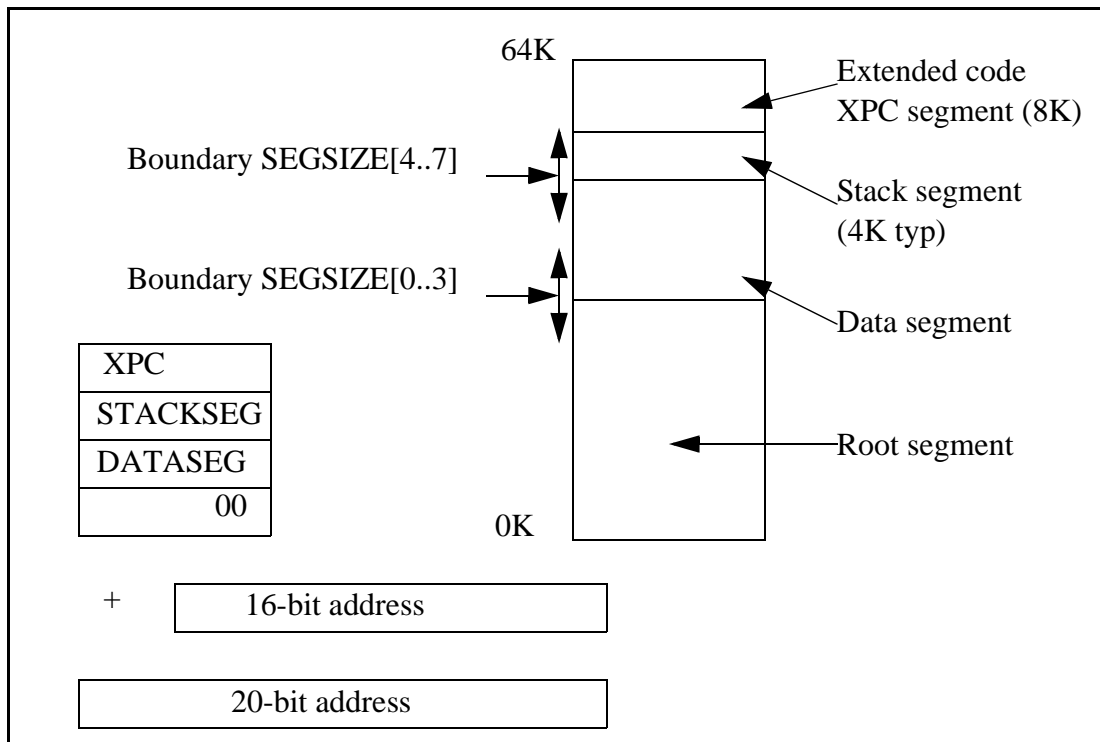 64K
Extended code
XPC segment (8K)
Boundary SEGSIZE[4..7]
Stack segment
(4K typ)
Boundary SEGSIZE[0..3]
Data segment
XPC
STACKSEG
DATASEG
00
Root segment
0K
+ 16-bit address
20-bit address